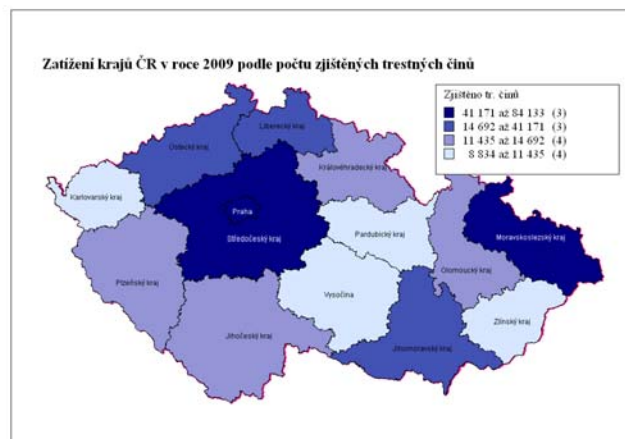 Zatížení krajů ČR v roce 2009 podle počtu zjištěných trestných činů
Zjištěno tr. činů
41 171 až 84 133 (3)
14 692 až 41 171 (3)
11 435 až 14 692 (4)
8 834 až 11 435 (4)
Liberecký kraj
Ústecký kraj
Královéhradecký kraj
Karlovarský kraj
Praha
Středočeský kraj
Pardubický kraj
Moravskoslezský kraj
Olomoucký kraj
Plzeňský kraj
Vysočina
Zlínský kraj
Jihočeský kraj
Jihomoravský kraj